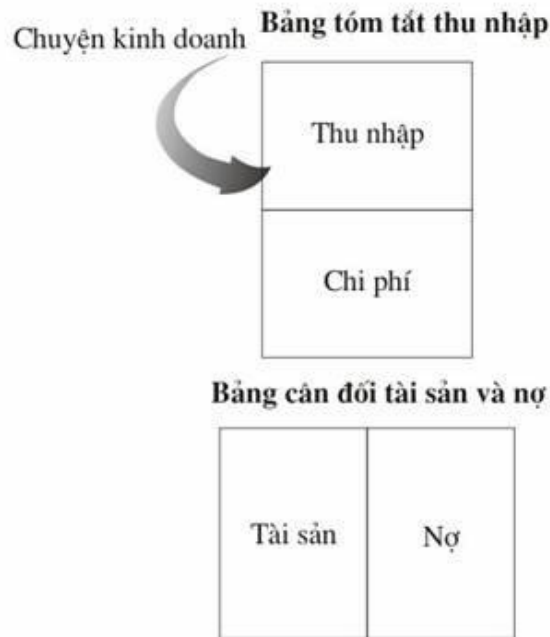 Chuyện kinh doanh
Bảng tóm tắt thu nhập
Thu nhập
Chi phí
Bảng cân đối tài sản và nợ
Tài sản
Nợ